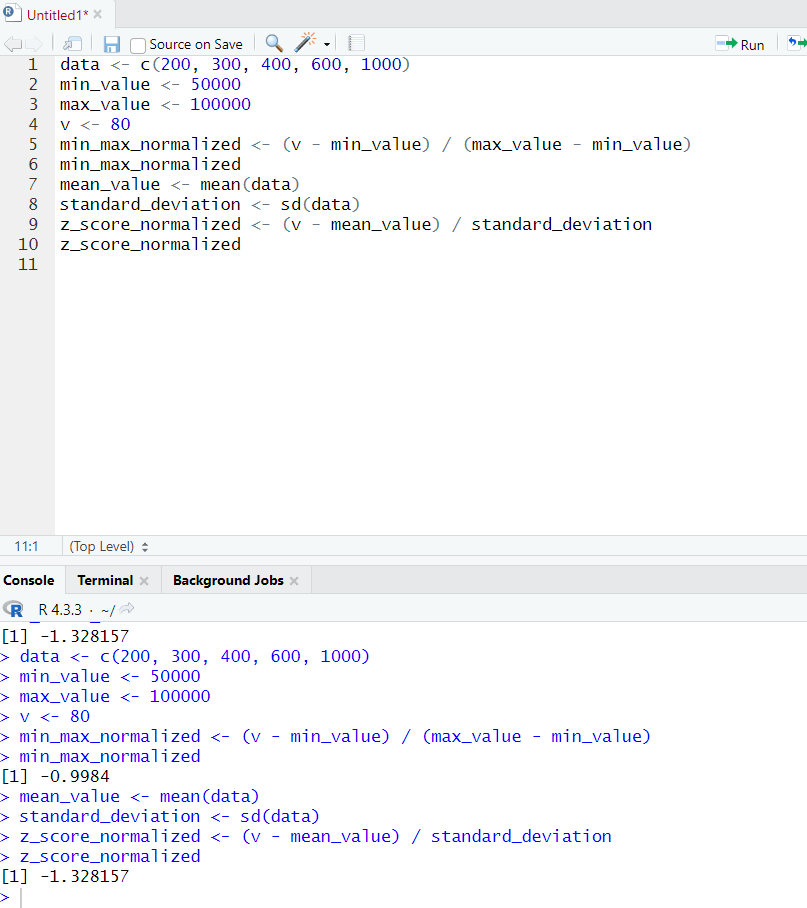 Untitled1*
Source on Save
Run
1 data <- c(200, 300, 400, 600, 1000)
2 min_value <- 50000
3 max_value <- 100000
4 v <- 80
5 min_max_normalized <- (v - min_value) / (max_value - min_value)
6 min_max_normalized
7 mean_value <- mean(data)
8 standard_deviation <- sd(data)
9 z_score_normalized <- (v - mean_value) / standard_deviation
10 z_score_normalized
11
11:1 (Top Level)
Console Terminal Background Jobs
R R 4.3.3 · ~/
[1] -1.328157
> data <- c(200, 300, 400, 600, 1000)
> min_value <- 50000
> max_value <- 100000
> v <- 80
> min_max_normalized <- (v - min_value) / (max_value - min_value)
> min_max_normalized
[1] -0.9984
> mean_value <- mean(data)
> standard_deviation <- sd(data)
> z_score_normalized <- (v - mean_value) / standard_deviation
> z_score_normalized
[1] -1.328157
>